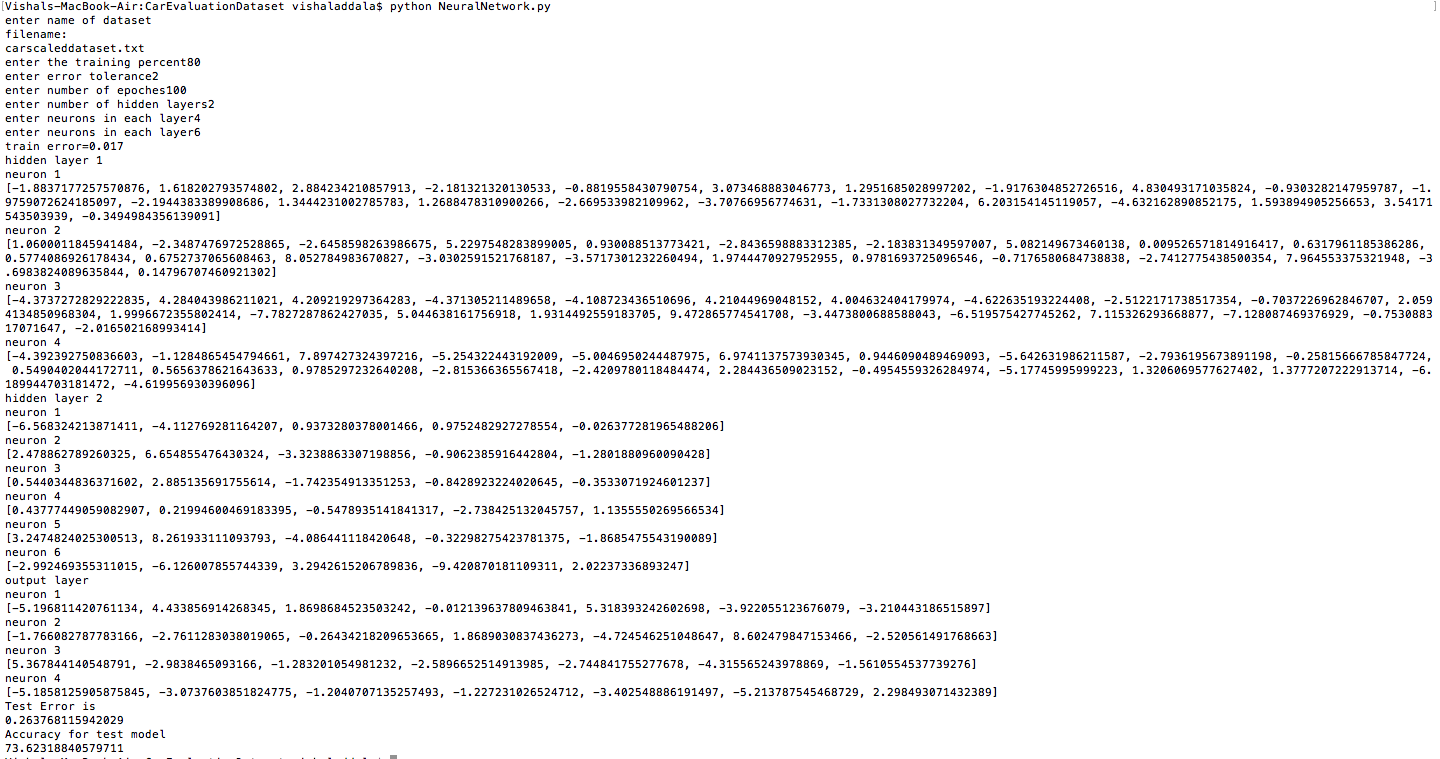 [Vishals-MacBook-Air:CarEvaluationDataset vishaladdala$ python NeuralNetwork.py ]
enter name of dataset
filename:
carscaleddataset.txt
enter the training percent80
enter error tolerance2
enter number of epoches100
enter number of hidden layers2
enter neurons in each layer4
enter neurons in each layer6
train error=0.017
hidden layer 1
neuron 1
[-1.8837177257570876, 1.618202793574802, 2.884234210857913, -2.181321320130533, -0.8819558430790754, 3.073468883046773, 1.2951685028997202, -1.9176304852726516, 4.830493171035824, -0.9303282147959787, -1.
9759072624185097, -2.1944383389908686, 1.3444231002785783, 1.2688478310900266, -2.669533982109962, -3.70766956774631, -1.7331308027732204, 6.203154145119057, -4.632162890852175, 1.593894905256653, 3.54171
543503939, -0.3494984356139091]
neuron 2
[1.0600011845941484, -2.3487476972528865, -2.6458598263986675, 5.2297548283899005, 0.930088513773421, -2.8436598883312385, -2.183831349597007, 5.082149673460138, 0.009526571814916417, 0.6317961185386286,
0.5774086926178434, 0.6752737065608463, 8.052784983670827, -3.0302591521768187, -3.5717301232260494, 1.9744470927952955, 0.9781693725096546, -0.7176580684738838, -2.7412775438500354, 7.964553375321948, -3
.6983824089635844, 0.14796707460921302]
neuron 3
[-4.3737272829222835, 4.284043986211021, 4.209219297364283, -4.371305211489658, -4.108723436510696, 4.21044969048152, 4.004632404179974, -4.622635193224408, -2.5122171738517354, -0.7037226962846707, 2.059
4134850968304, 1.9996672355802414, -7.7827287862427035, 5.044638161756918, 1.9314492559183705, 9.472865774541708, -3.4473800688588043, -6.519575427745262, 7.115326293668877, -7.128087469376929, -0.7530883
17071647, -2.016502168993414]
neuron 4
[-4.392392750836603, -1.1284865454794661, 7.897427324397216, -5.254322443192009, -5.0046950244487975, 6.9741137573930345, 0.9446090489469093, -5.642631986211587, -2.7936195673891198, -0.25815666785847724,
0.5490402044172711, 0.5656378621643633, 0.9785297232640208, -2.815366365567418, -2.4209780118484474, 2.284436509023152, -0.4954559326284974, -5.17745995999223, 1.3206069577627402, 1.3777207222913714, -6.
189944703181472, -4.619956930396096]
hidden layer 2
neuron 1
[-6.568324213871411, -4.112769281164207, 0.9373280378001466, 0.9752482927278554, -0.026377281965488206]
neuron 2
[2.478862789260325, 6.654855476430324, -3.3238863307198856, -0.9062385916442804, -1.2801880960090428]
neuron 3
[0.5440344836371602, 2.885135691755614, -1.742354913351253, -0.8428923224020645, -0.3533071924601237]
neuron 4
[0.43777449059082907, 0.21994600469183395, -0.5478935141841317, -2.738425132045757, 1.1355550269566534]
neuron 5
[3.2474824025300513, 8.261933111093793, -4.086441118420648, -0.32298275423781375, -1.8685475543190089]
neuron 6
[-2.992469355311015, -6.126007855744339, 3.2942615206789836, -9.420870181109311, 2.02237336893247]
output layer
neuron 1
[-5.196811420761134, 4.433856914268345, 1.8698684523503242, -0.012139637809463841, 5.318393242602698, -3.922055123676079, -3.210443186515897]
neuron 2
[-1.766082787783166, -2.7611283038019065, -0.26434218209653665, 1.8689030837436273, -4.724546251048647, 8.602479847153466, -2.520561491768663]
neuron 3
[5.367844140548791, -2.9838465093166, -1.283201054981232, -2.5896652514913985, -2.744841755277678, -4.315565243978869, -1.5610554537739276]
neuron 4
[-5.1858125905875845, -3.0737603851824775, -1.2040707135257493, -1.227231026524712, -3.402548886191497, -5.213787545468729, 2.298493071432389]
Test Error is
0.263768115942029
Accuracy for test model
73.62318840579711